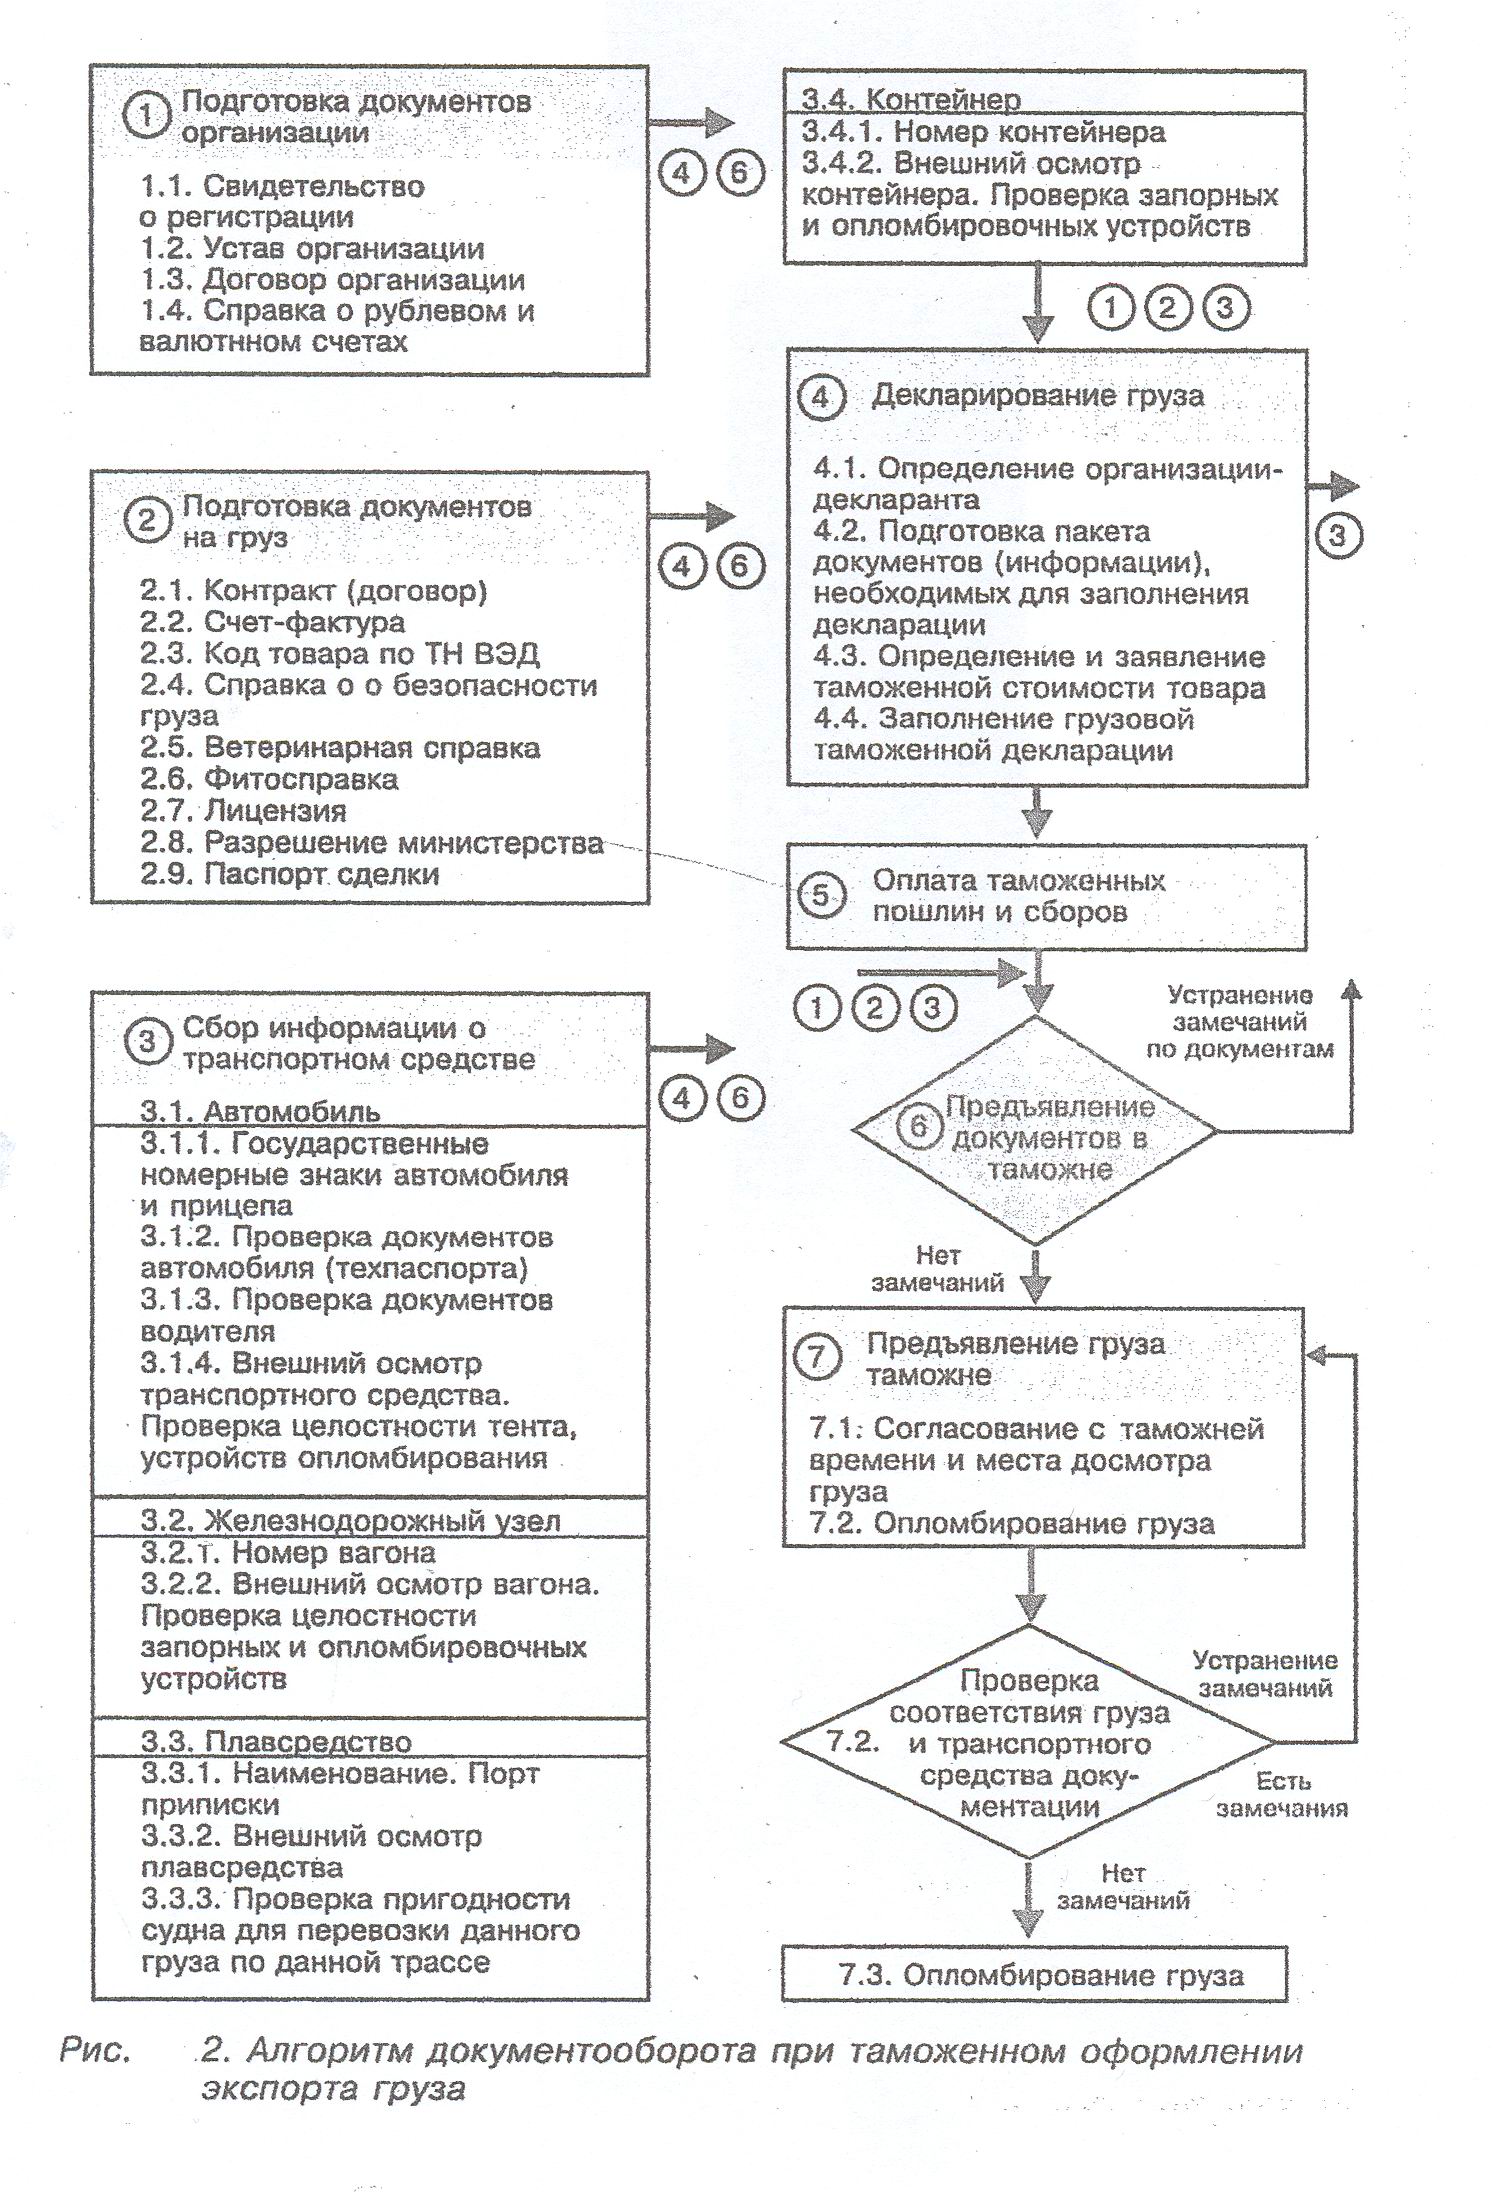 1 Подготовка документов
организации
1.1. Свидетельство
о регистрации
1.2. Устав организации
1.3. Договор организации
1.4. Справка о рублевом и
валютнном счетах
4 6
2 Подготовка документов
на груз
2.1. Контракт (договор)
2.2. Счет-фактура
2.3. Код товара по ТН ВЭД
2.4. Справка о о безопасности
груза
2.5. Ветеринарная справка
2.6. Фитосправка
2.7. Лицензия
2.8. Разрешение министерства
2.9. Паспорт сделки
4 6
3 Сбор информации о
транспортном средстве
3.1. Автомобиль
3.1.1. Государственные
номерные знаки автомобиля
и прицепа
3.1.2. Проверка документов
автомобиля (техпаспорта)
3.1.3. Проверка документов
водителя
3.1.4. Внешний осмотр
транспортного средства.
Проверка целостности тента,
устройств опломбирования
3.2. Железнодорожный узел
3.2.1. Номер вагона
3.2.2. Внешний осмотр вагона.
Проверка целостности
запорных и опломбировочных
устройств
3.3. Плавсредство
3.3.1. Наименование. Порт
приписки
3.3.2. Внешний осмотр
плавсредства
3.3.3. Проверка пригодности
судна для перевозки данного
груза по данной трассе
4 6
3.4. Контейнер
3.4.1. Номер контейнера
3.4.2. Внешний осмотр
контейнера. Проверка запорных
и опломбировочных устройств
1 2 3
4 Декларирование груза
4.1. Определение организации-
декларанта
4.2. Подготовка пакета
документов (информации),
необходимых для заполнения
декларации
4.3. Определение и заявление
таможенной стоимости товара
4.4. Заполнение грузовой
таможенной декларации
3
5 Оплата таможенных
пошлин и сборов
1 2 3
Устранение
замечаний
по документам
6 Предъявление
документов в
таможне
Нет
замечаний
7 Предъявление груза
таможне
7.1. Согласование с таможней
времени и места досмотра
груза
7.2. Опломбирование груза
Устранение
замечаний
Проверка
соответствия груза
7.2. и транспортного
средства доку-
ментации
Есть
замечания
Нет
замечаний
7.3. Опломбирование груза
Рис. 2. Алгоритм документооборота при таможенном оформлении
экспорта груза